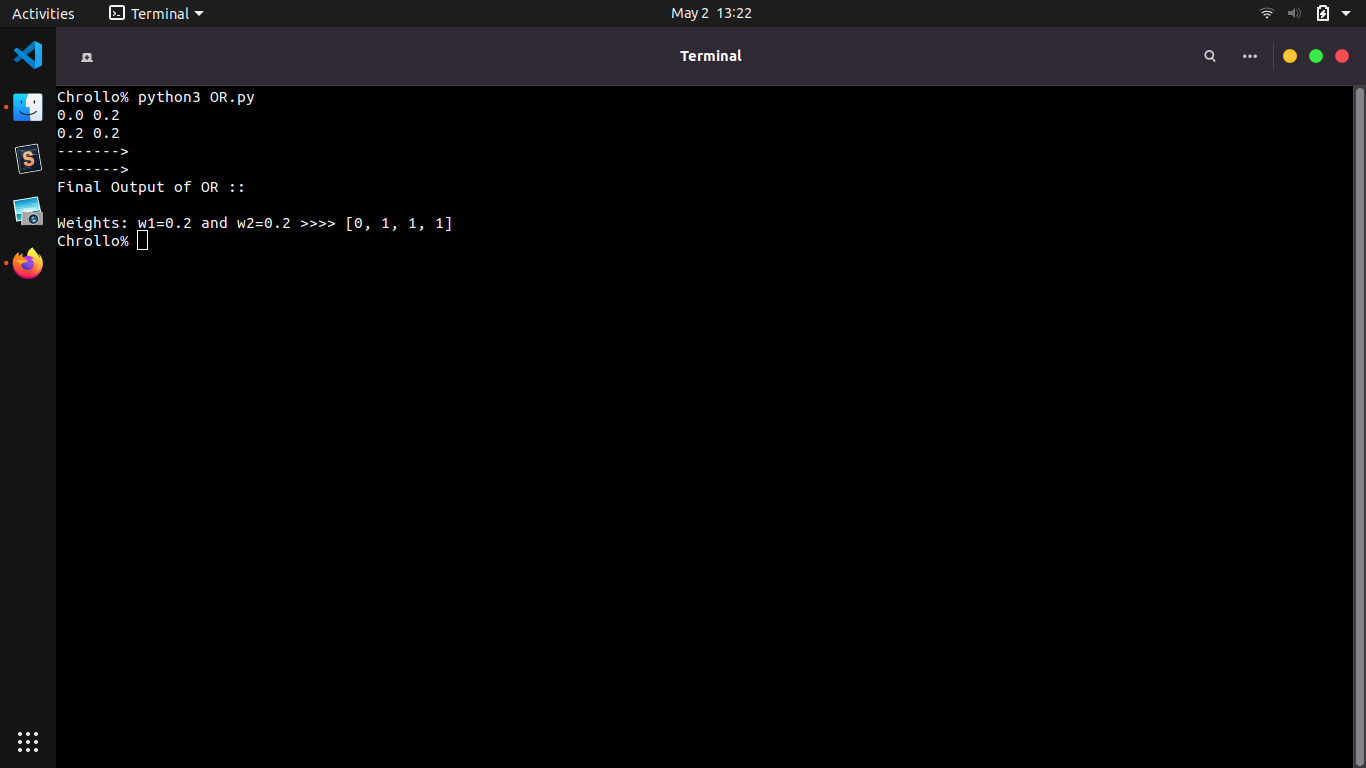 Activities
Terminal
May 2 13:22
Terminal
Chrollo% python3 OR.py
0.0 0.2
0.2 0.2
------->
------->
Final Output of OR ::
Weights: w1=0.2 and w2=0.2 >>>> [0, 1, 1, 1]
Chrollo%